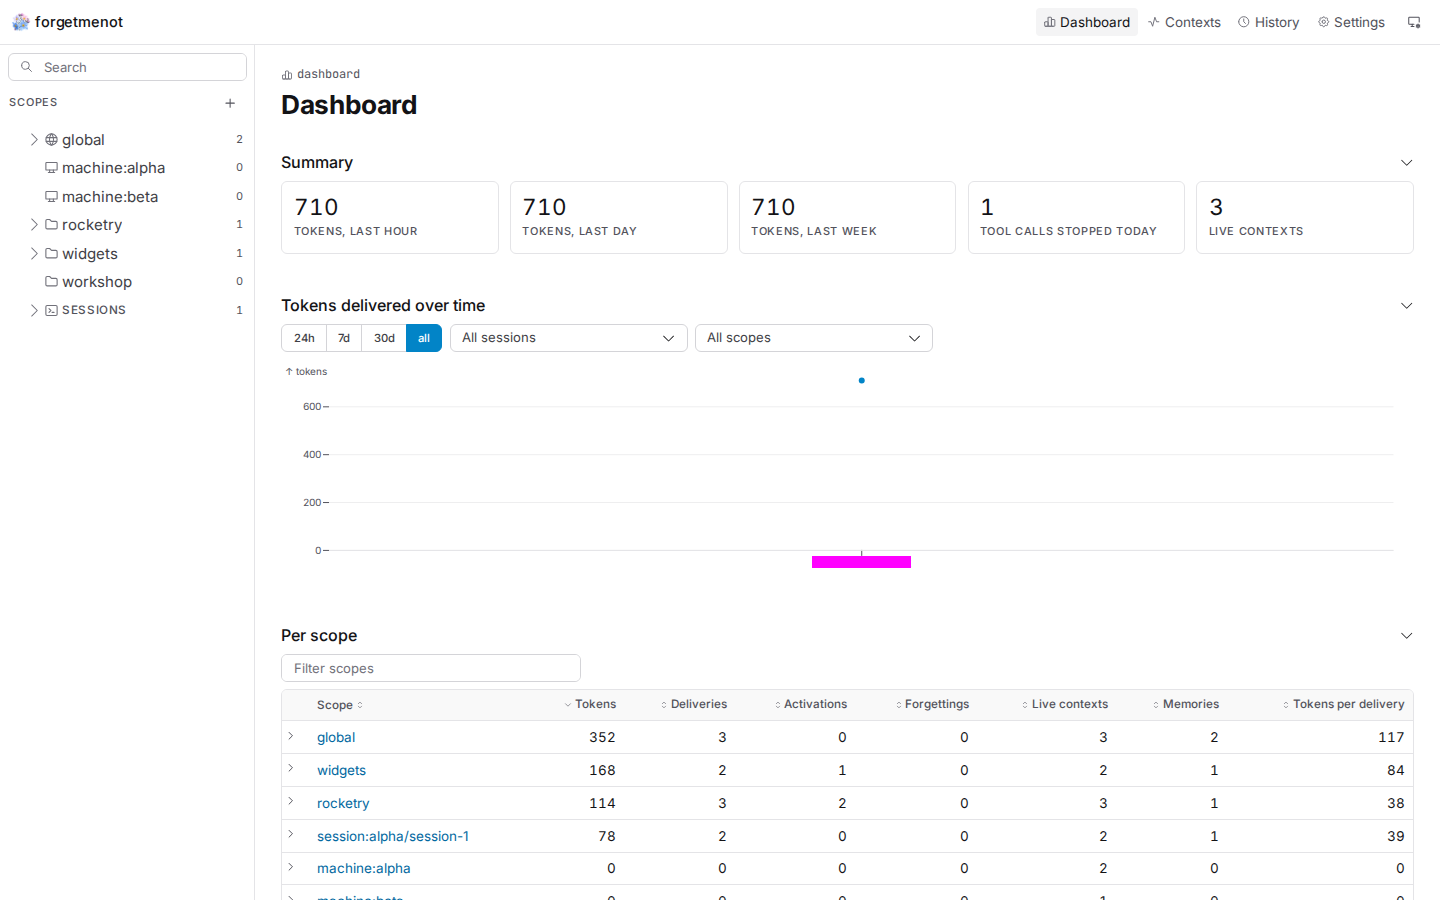 forgetmenot
Dashboard
Contexts
History
Settings
Search
SCOPES
global 2
machine:alpha 0
machine:beta 0
rocketry 1
widgets 1
workshop 0
SESSIONS 1
dashboard
Dashboard
Summary
710
TOKENS, LAST HOUR
710
TOKENS, LAST DAY
710
TOKENS, LAST WEEK
1
TOOL CALLS STOPPED TODAY
3
LIVE CONTEXTS
Tokens delivered over time
24h 7d 30d all All sessions All scopes
↑ tokens
600
400
200
0
Per scope
Filter scopes
Scope Tokens Deliveries Activations Forgettings Live contexts Memories Tokens per delivery
global 352 3 0 0 3 2 117
widgets 168 2 1 0 2 1 84
rocketry 114 3 2 0 3 1 38
session:alpha/session-1 78 2 0 0 2 1 39
machine:alpha 0 0 0 0 2 0 0